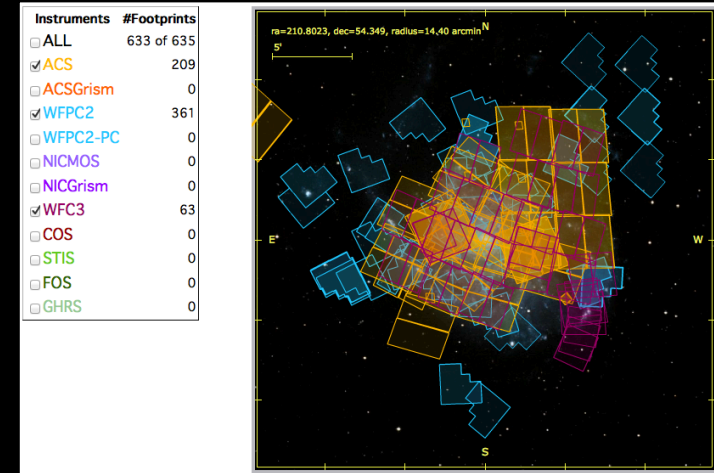 Instruments #Footprints
ALL 633 of 635
ACS 209
ACSGrism 0
WFPC2 361
WFPC2-PC 0
NICMOS 0
NICGrism 0
WFC3 63
COS 0
STIS 0
FOS 0
GHRS 0
ra=210.8023, dec=54.349, radius=14.40 arcmin
N
5'
E
W
S